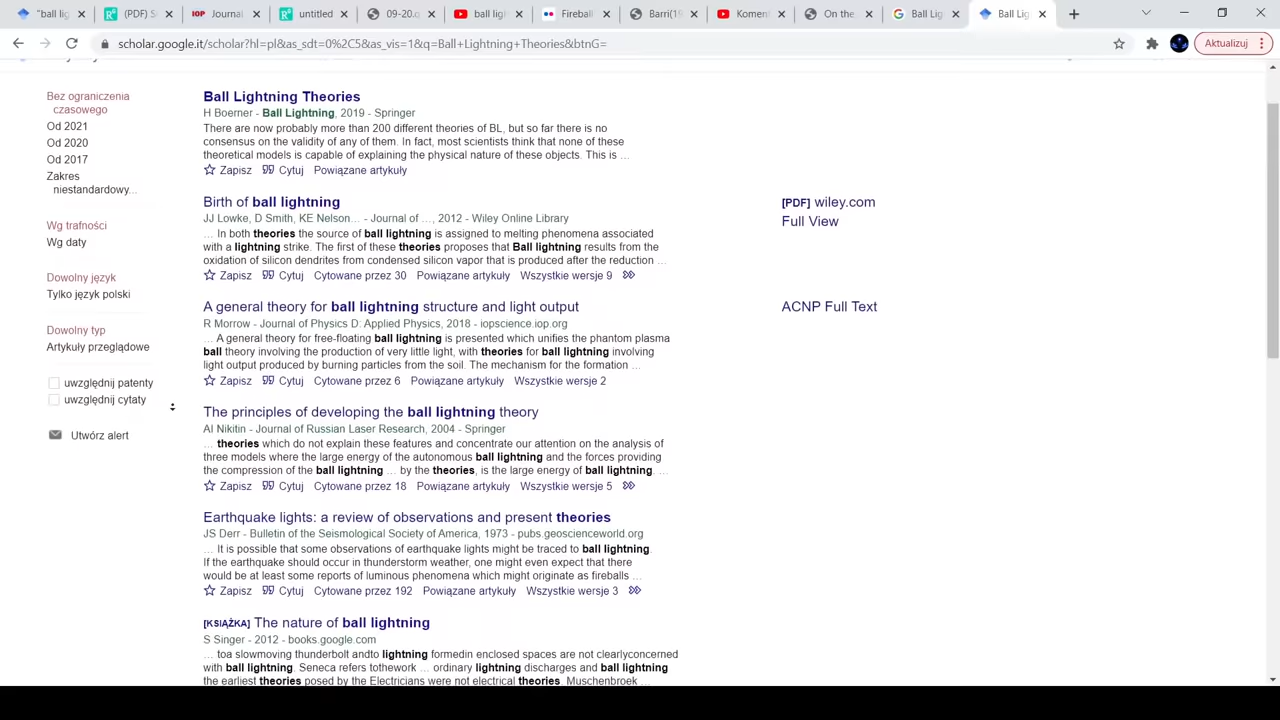 "ball lig
(PDF) S
IOP Journal
untitled
09-20.q
ball ligh
Fireball
Barri(19
Koment
On the
Ball Lig
Ball Lig
scholar.google.it/scholar?hl=pl&as_sdt=0%2C5&as_vis=1&q=Ball+Lightning+Theories&btnG=
Aktualizuj
Bez ograniczenia
czasowego
Od 2021
Od 2020
Od 2017
Zakres
niestandardowy...
Wg trafności
Wg daty
Dowolny język
Tylko język polski
Dowolny typ
Artykuły przeglądowe
uwzględnij patenty
uwzględnij cytaty
Utwórz alert
Ball Lightning Theories
H Boerner - Ball Lightning, 2019 - Springer
There are now probably more than 200 different theories of BL, but so far there is no
consensus on the validity of any of them. In fact, most scientists think that none of these
theoretical models is capable of explaining the physical nature of these objects. This is ...
Zapisz Cytuj Powiązane artykuły
Birth of ball lightning
JJ Lowke, D Smith, KE Nelson... - Journal of ..., 2012 - Wiley Online Library
... In both theories the source of ball lightning is assigned to melting phenomena associated
with a lightning strike. The first of these theories proposes that Ball lightning results from the
oxidation of silicon dendrites from condensed silicon vapor that is produced after the reduction ...
Zapisz Cytuj Cytowane przez 30 Powiązane artykuły Wszystkie wersje 9
[PDF] wiley.com
Full View
A general theory for ball lightning structure and light output
R Morrow - Journal of Physics D: Applied Physics, 2018 - iopscience.iop.org
... A general theory for free-floating ball lightning is presented which unifies the phantom plasma
ball theory involving the production of very little light, with theories for ball lightning involving
light output produced by burning particles from the soil. The mechanism for the formation ...
Zapisz Cytuj Cytowane przez 6 Powiązane artykuły Wszystkie wersje 2
ACNP Full Text
The principles of developing the ball lightning theory
AI Nikitin - Journal of Russian Laser Research, 2004 - Springer
... theories which do not explain these features and concentrate our attention on the analysis of
three models where the large energy of the autonomous ball lightning and the forces providing
the compression of the ball lightning ... by the theories, is the large energy of ball lightning. ...
Zapisz Cytuj Cytowane przez 18 Powiązane artykuły Wszystkie wersje 5
Earthquake lights: a review of observations and present theories
JS Derr - Bulletin of the Seismological Society of America, 1973 - pubs.geoscienceworld.org
... It is possible that some observations of earthquake lights might be traced to ball lightning.
If the earthquake should occur in thunderstorm weather, one might even expect that there
would be at least some reports of luminous phenomena which might originate as fireballs ...
Zapisz Cytuj Cytowane przez 192 Powiązane artykuły Wszystkie wersje 3
[KSIĄŻKA] The nature of ball lightning
S Singer - 2012 - books.google.com
... toa slowmoving thunderbolt andto lightning formedin enclosed spaces are not clearlyconcerned
with ball lightning. Seneca refers tothework ... ordinary lightning discharges and ball lightning
the earliest theories posed by the Electricians were not electrical theories. Muschenbroek ...